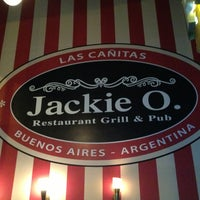 LAS CAÑITAS
Jackie O.
Restaurant Grill & Pub
BUENOS AIRES - ARGENTINA